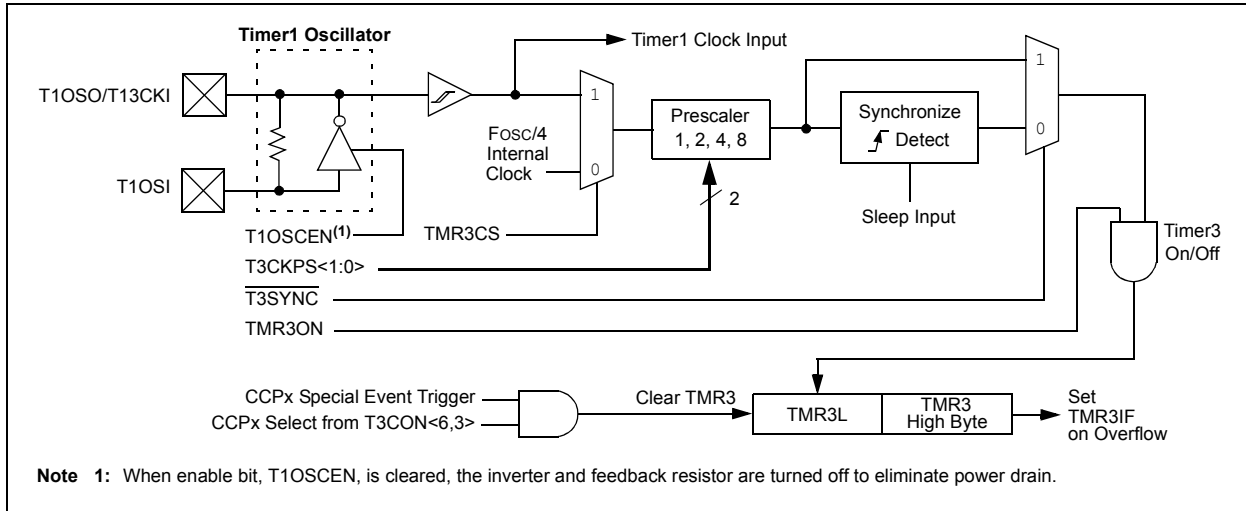 Timer1 Oscillator
Timer1 Clock Input
T1OSO/T13CKI
T1OSI
1
0
FOSC/4
Internal
Clock
Prescaler
1, 2, 4, 8
2
Synchronize
Detect
Sleep Input
1
0
T1OSCEN(1)
TMR3CS
T3CKPS<1:0>
T3SYNC
TMR3ON
Timer3
On/Off
CCPx Special Event Trigger
CCPx Select from T3CON<6,3>
Clear TMR3
TMR3L
TMR3
High Byte
Set
TMR3IF
on Overflow
Note 1: When enable bit, T1OSCEN, is cleared, the inverter and feedback resistor are turned off to eliminate power drain.